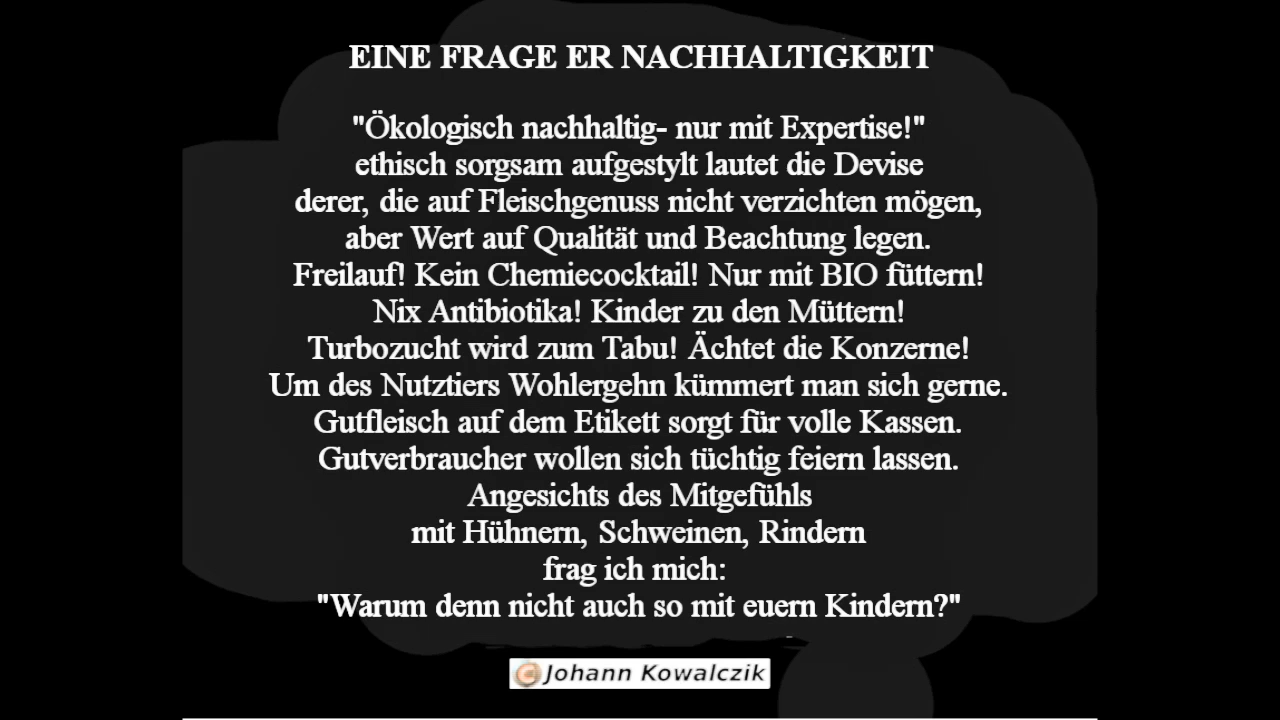 EINE FRAGE ER NACHHALTIGKEIT
"Ökologisch nachhaltig- nur mit Expertise!"
ethisch sorgsam aufgestylt lautet die Devise
derer, die auf Fleischgenuss nicht verzichten mögen,
aber Wert auf Qualität und Beachtung legen.
Freilauf! Kein Chemiecocktail! Nur mit BIO füttern!
Nix Antibiotika! Kinder zu den Müttern!
Turbozucht wird zum Tabu! Ächtet die Konzerne!
Um des Nutztiers Wohlergehn kümmert man sich gerne.
Gutfleisch auf dem Etikett sorgt für volle Kassen.
Gutverbraucher wollen sich tüchtig feiern lassen.
Angesichts des Mitgefühls
mit Hühnern, Schweinen, Rindern
frag ich mich:
"Warum denn nicht auch so mit euern Kindern?"
Johann Kowalczik